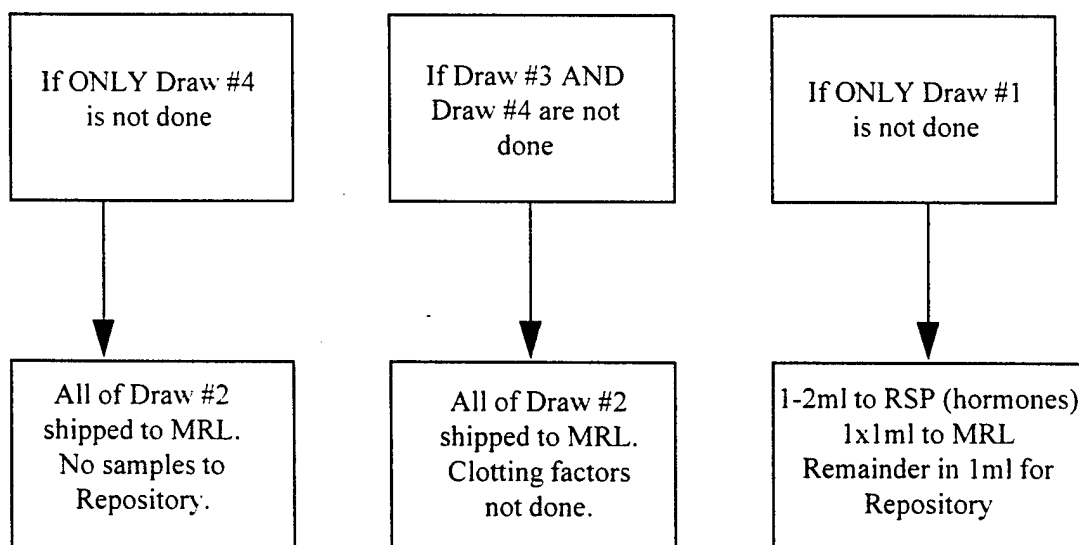 If ONLY Draw #4
is not done
If Draw #3 AND
Draw #4 are not
done
If ONLY Draw #1
is not done
All of Draw #2
shipped to MRL.
No samples to
Repository.
All of Draw #2
shipped to MRL.
Clotting factors
not done.
1-2ml to RSP (hormones)
1x1ml to MRL
Remainder in 1ml for
Repository